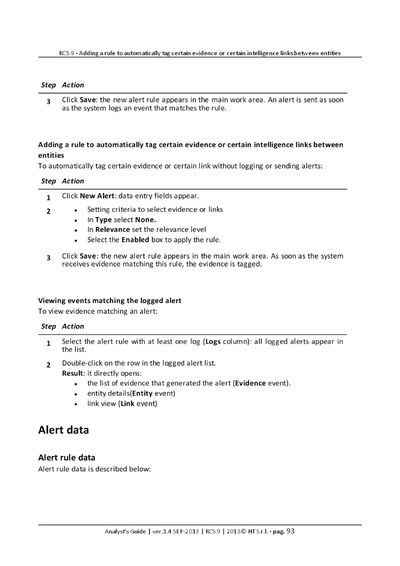 RCS 9 - Adding a rule to automatically tag certain evidence or certain intelligence links between entities
Step Action
3 Click Save: the new alert rule appears in the main work area. An alert is sent as soon
as the system logs an event that matches the rule.
Adding a rule to automatically tag certain evidence or certain intelligence links between
entities
To automatically tag certain evidence or certain link without logging or sending alerts:
Step Action
1 Click New Alert: data entry fields appear.
2 • Setting criteria to select evidence or links
• In Type select None.
• In Relevance set the relevance level
• Select the Enabled box to apply the rule.
3 Click Save: the new alert rule appears in the main work area. As soon as the system
receives evidence matching this rule, the evidence is tagged.
Viewing events matching the logged alert
To view evidence matching an alert:
Step Action
1 Select the alert rule with at least one log (Logs column): all logged alerts appear in
the list.
2 Double-click on the row in the logged alert list.
Result: it directly opens:
• the list of evidence that generated the alert (Evidence event).
• entity details(Entity event)
• link view (Link event)
Alert data
Alert rule data
Alert rule data is described below:
Analyst's Guide | ver.1.4 SEP-2013 | RCS 9 | 2013© HT S.r.l. - pag. 93